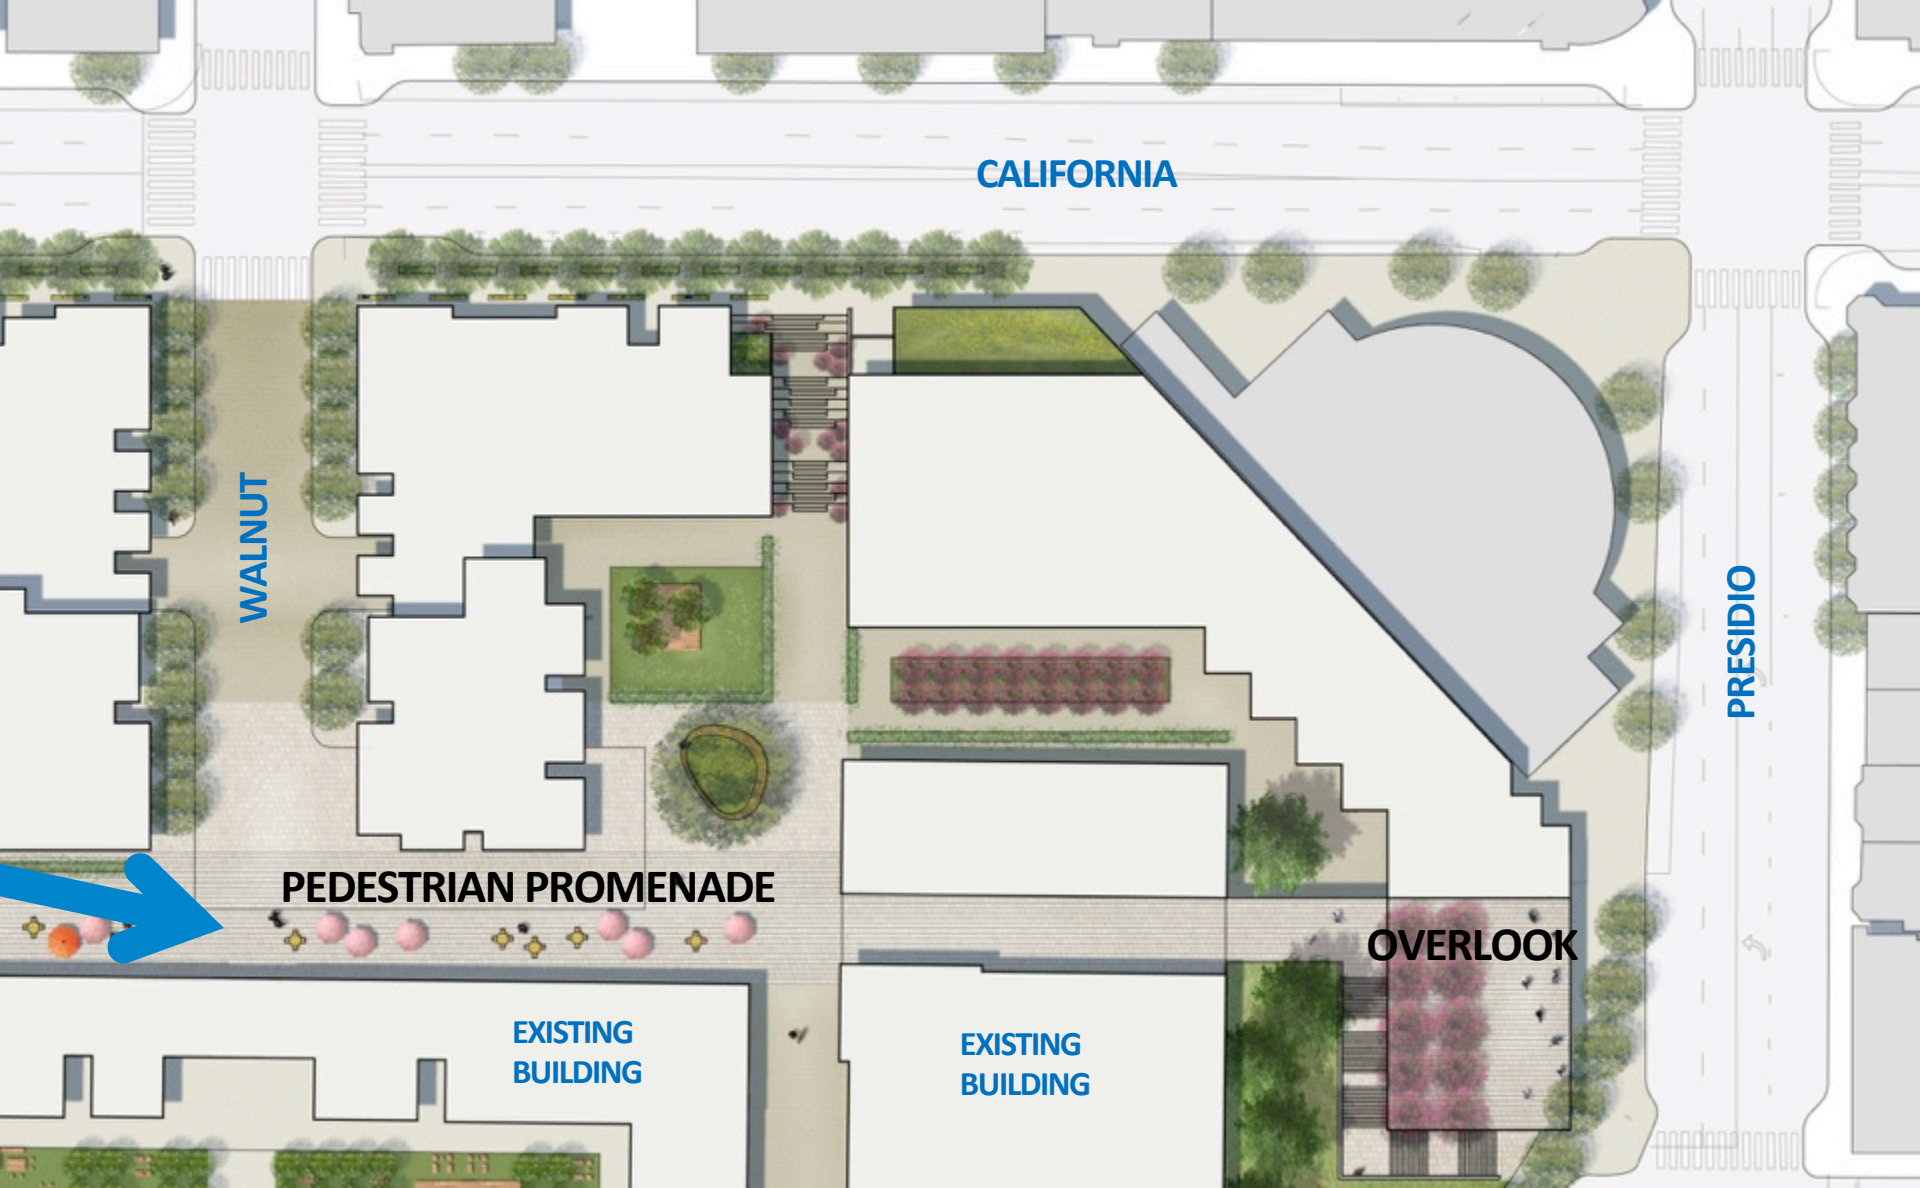 CALIFORNIA
WALNUT
PRESIDIO
PEDESTRIAN PROMENADE
OVERLOOK
EXISTING
BUILDING
EXISTING
BUILDING